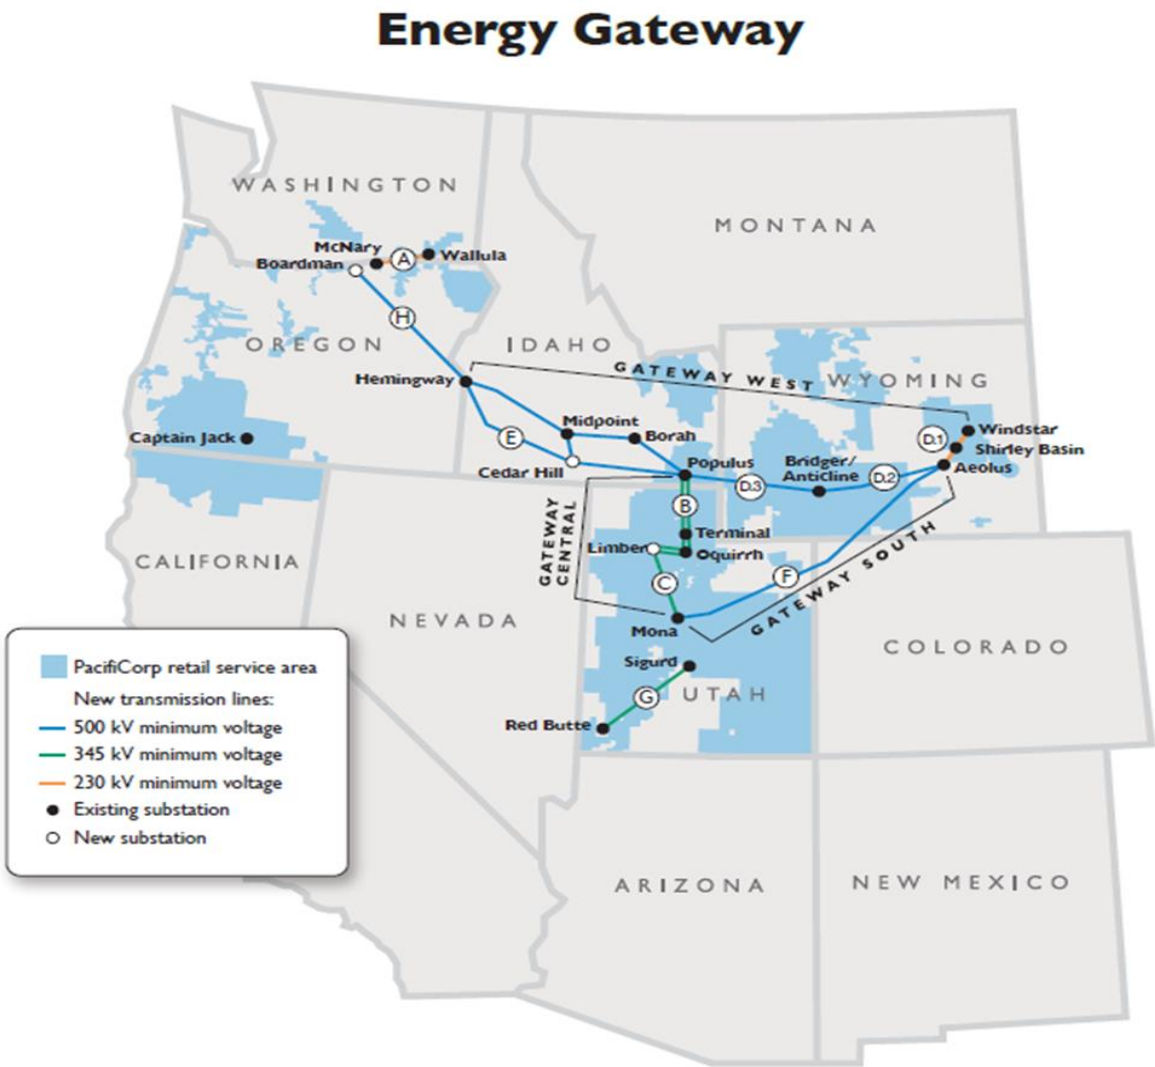 Energy Gateway
WASHINGTON
MONTANA
McNary
A
Wallula
Boardman
H
OREGON
IDAHO
GATEWAY WEST
WYOMING
Hemingway
Midpoint
Borah
E
Captain Jack
Cedar Hill
Populus
D.3
Bridger/
Anticline
D.2
D.1
Windstar
Shirley Basin
Aeolus
GATEWAY
CENTRAL
B
Terminal
Limber
Oquirrh
C
F
GATEWAY SOUTH
Mona
CALIFORNIA
NEVADA
COLORADO
Sigurd
G
UTAH
Red Butte
PacifiCorp retail service area
New transmission lines:
500 kV minimum voltage
345 kV minimum voltage
230 kV minimum voltage
Existing substation
New substation
ARIZONA
NEW MEXICO